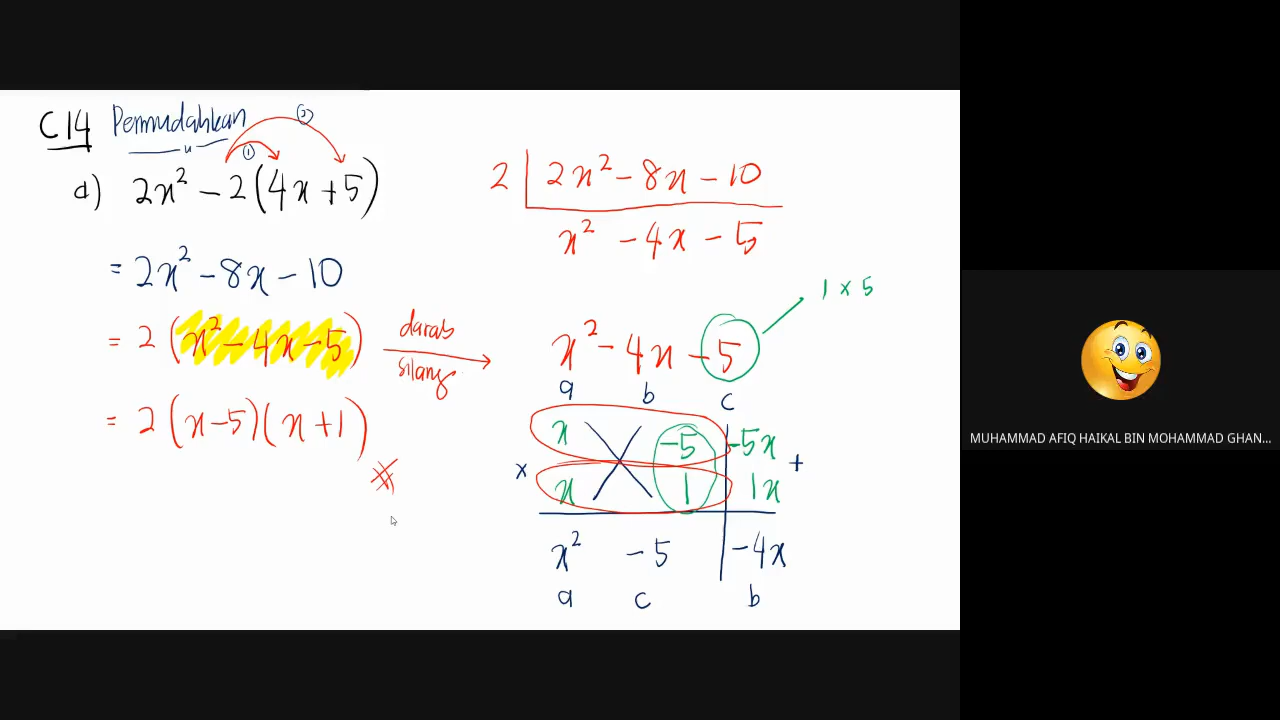 C14 Permudahkan
① ②
a) 2x² - 2(4x+5)
= 2x² - 8x - 10
= 2(x² - 4x - 5) darab silang
= 2(x-5)(x+1)
2 2x² - 8x - 10
x² - 4x - 5
1 x 5
x² - 4x - 5
a b c
x -5 -5x
x +
x 1 1x
x² -5 -4x
a c b
MUHAMMAD AFIQ HAIKAL BIN MOHAMMAD GHAN...